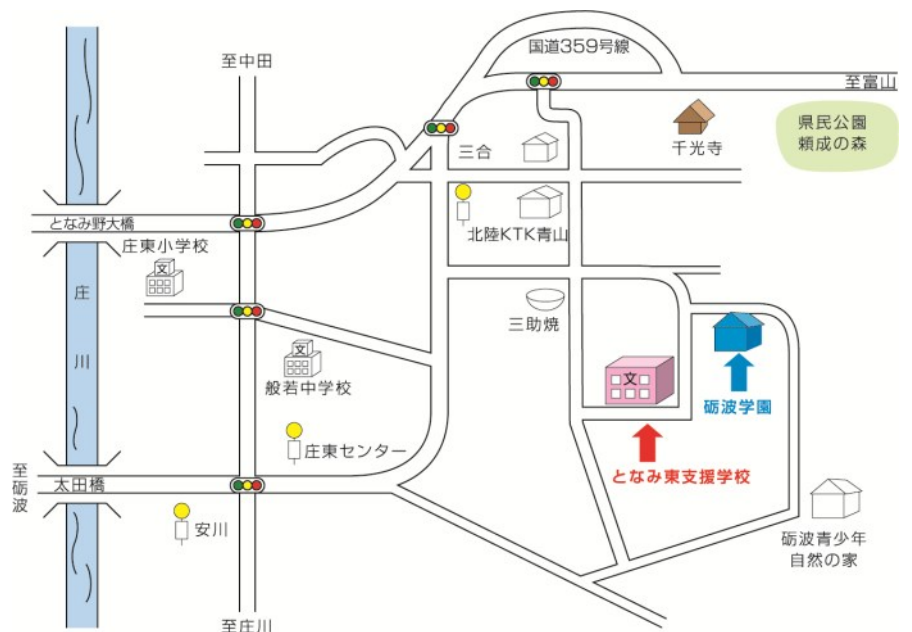 国道359号線
至中田
至富山
県民公園
頼成の森
千光寺
三合
となみ野大橋
北陸KTK青山
庄東小学校
文
庄川
三助焼
文
般若中学校
文
砺波学園
庄東センター
となみ東支援学校
至砺波
太田橋
安川
砺波青少年
自然の家
至庄川